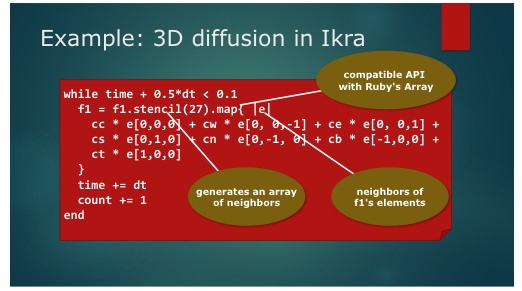 Example: 3D diffusion in Ikra
compatible API
with Ruby's Array
while time + 0.5*dt < 0.1
f1 = f1.stencil(27).map{ |e|
cc * e[0,0,0] + cw * e[0, 0,-1] + ce * e[0, 0,1] +
cs * e[0,1,0] + cn * e[0,-1, 0] + cb * e[-1,0,0] +
ct * e[1,0,0]
}
time += dt
count += 1
end
generates an array
of neighbors
neighbors of
f1's elements